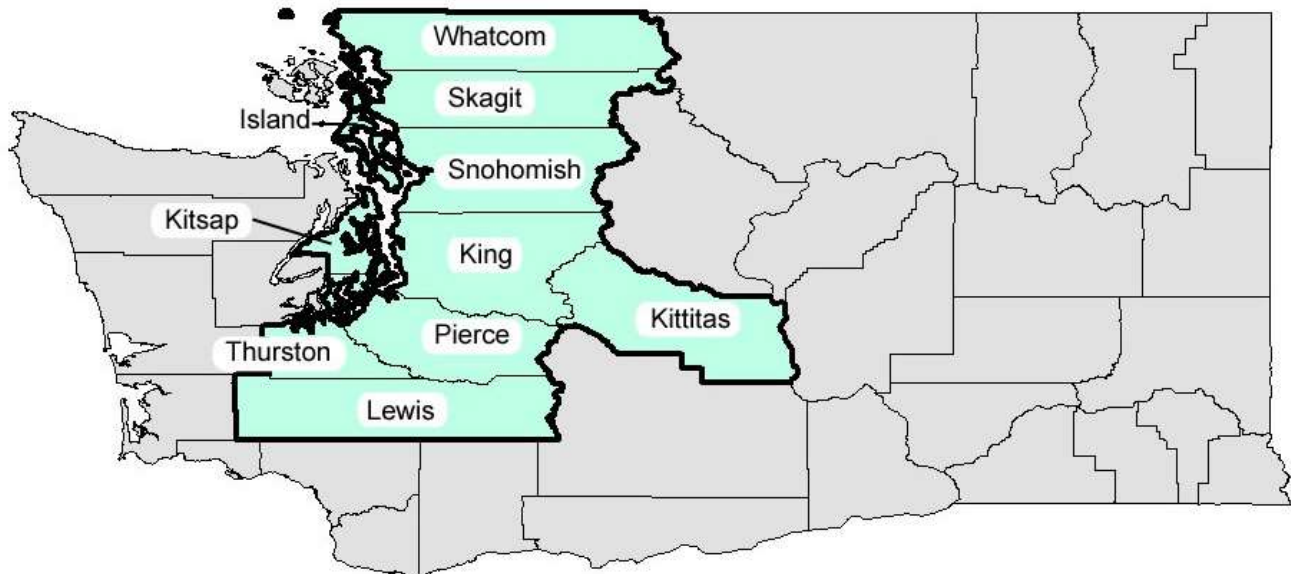 Whatcom
Skagit
Island
Snohomish
Kitsap
King
Kittitas
Pierce
Thurston
Lewis